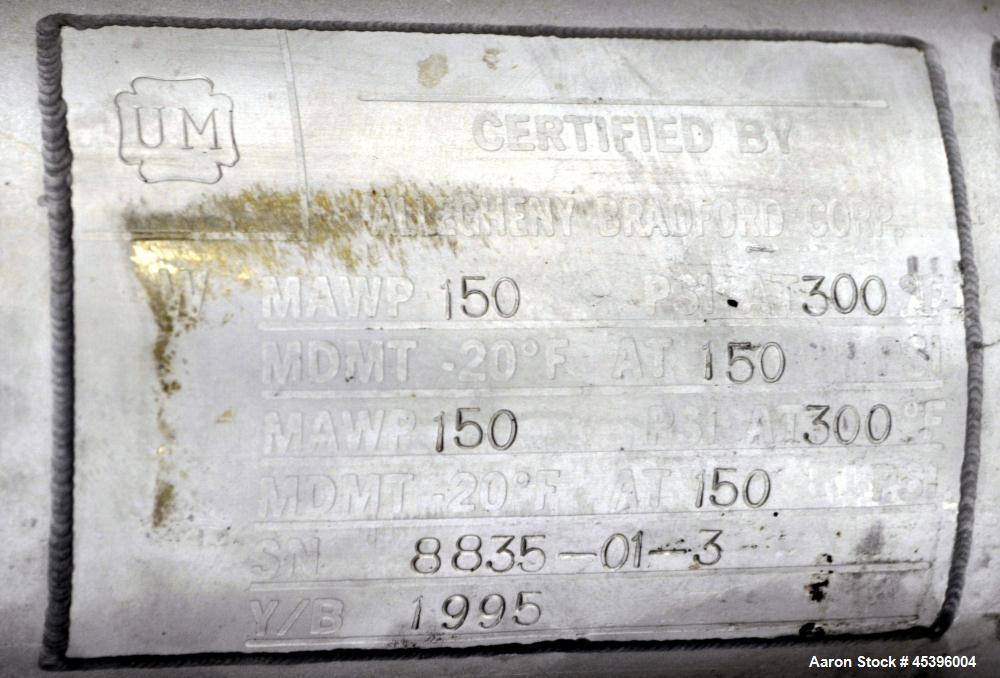 UM
CERTIFIED BY
ALLEGHENY BRADFORD CORP.
W
MAWP 150 PSI AT 300 °F
MDMT -20°F AT 150 PSI
MAWP 150 PSI AT 300 °F
MDMT -20°F AT 150 PSI
SN 8835-01-3
Y/B 1995
Aaron Stock # 45396004